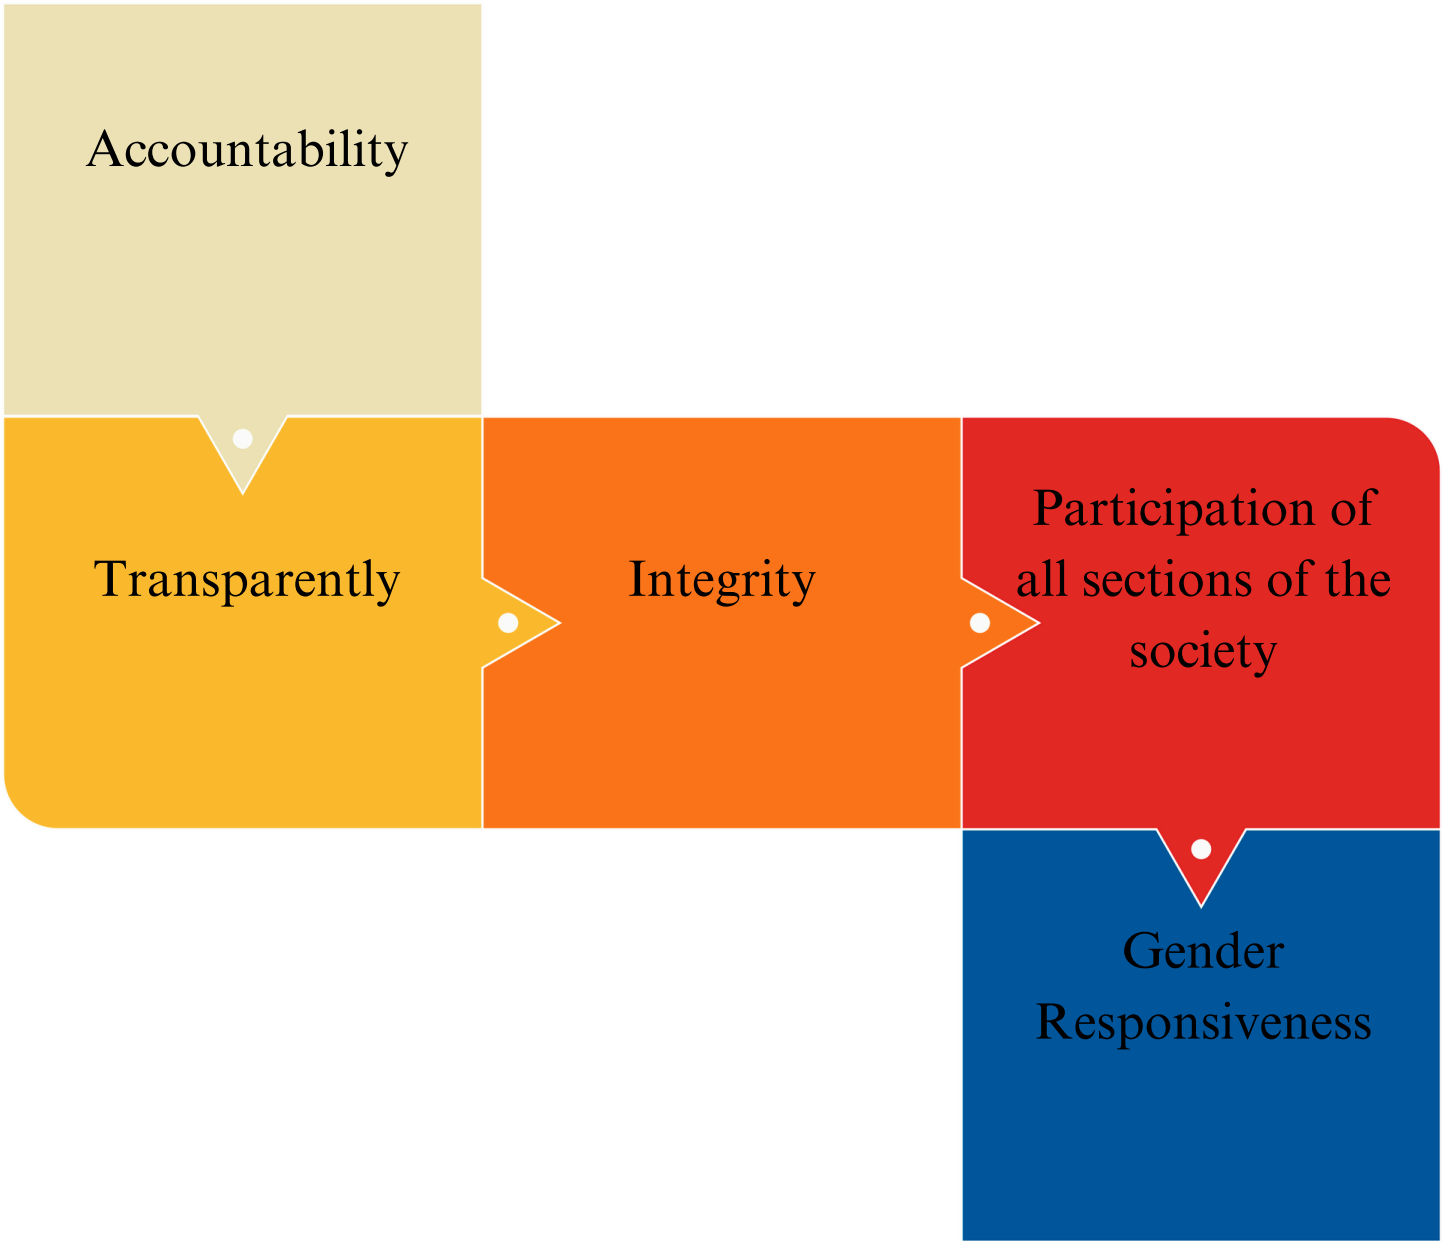 Accountability
Transparently
Integrity
Participation of
all sections of the
society
Gender
Responsiveness